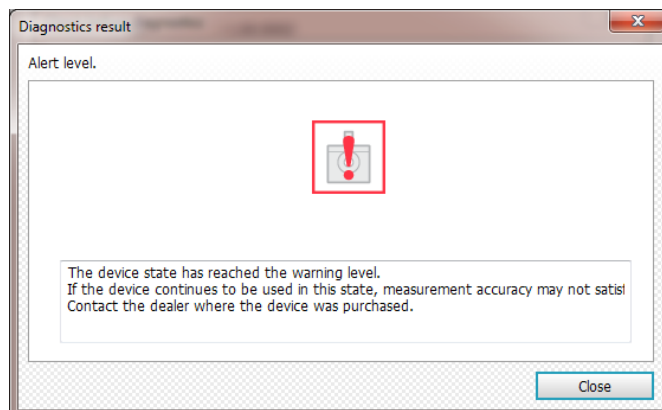 Diagnostics result
Alert level.
The device state has reached the warning level.
If the device continues to be used in this state, measurement accuracy may not satisf
Contact the dealer where the device was purchased.
Close